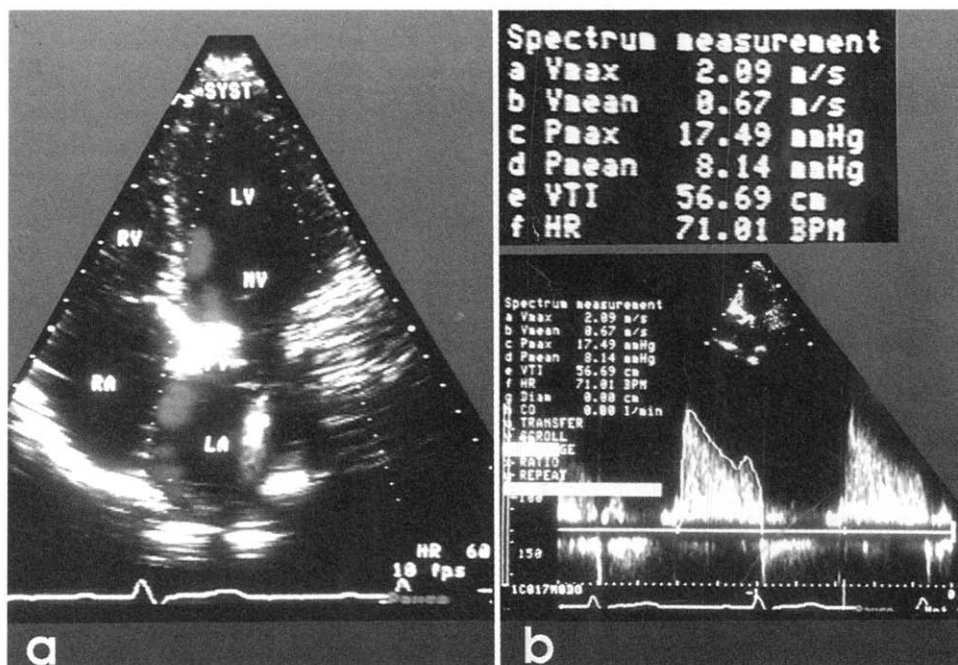 SYST
LV
RV
MV
RA
LA
HR 60
10 fps
a
Spectrum measurement
a Vmax 2.09 m/s
b Vmean 0.67 m/s
c Pmax 17.49 mmHg
d Pmean 8.14 mmHg
e VTI 56.69 cm
f HR 71.01 BPM
Spectrum measurement
a Vmax 2.09 m/s
b Vmean 0.67 m/s
c Pmax 17.49 mmHg
d Pmean 8.14 mmHg
e VTI 56.69 cm
f HR 71.01 BPM
g Diam 0.00 cm
h CO 0.00 l/min
TRANSFER
SCROLL
RATIO
REPEAT
150
0
b